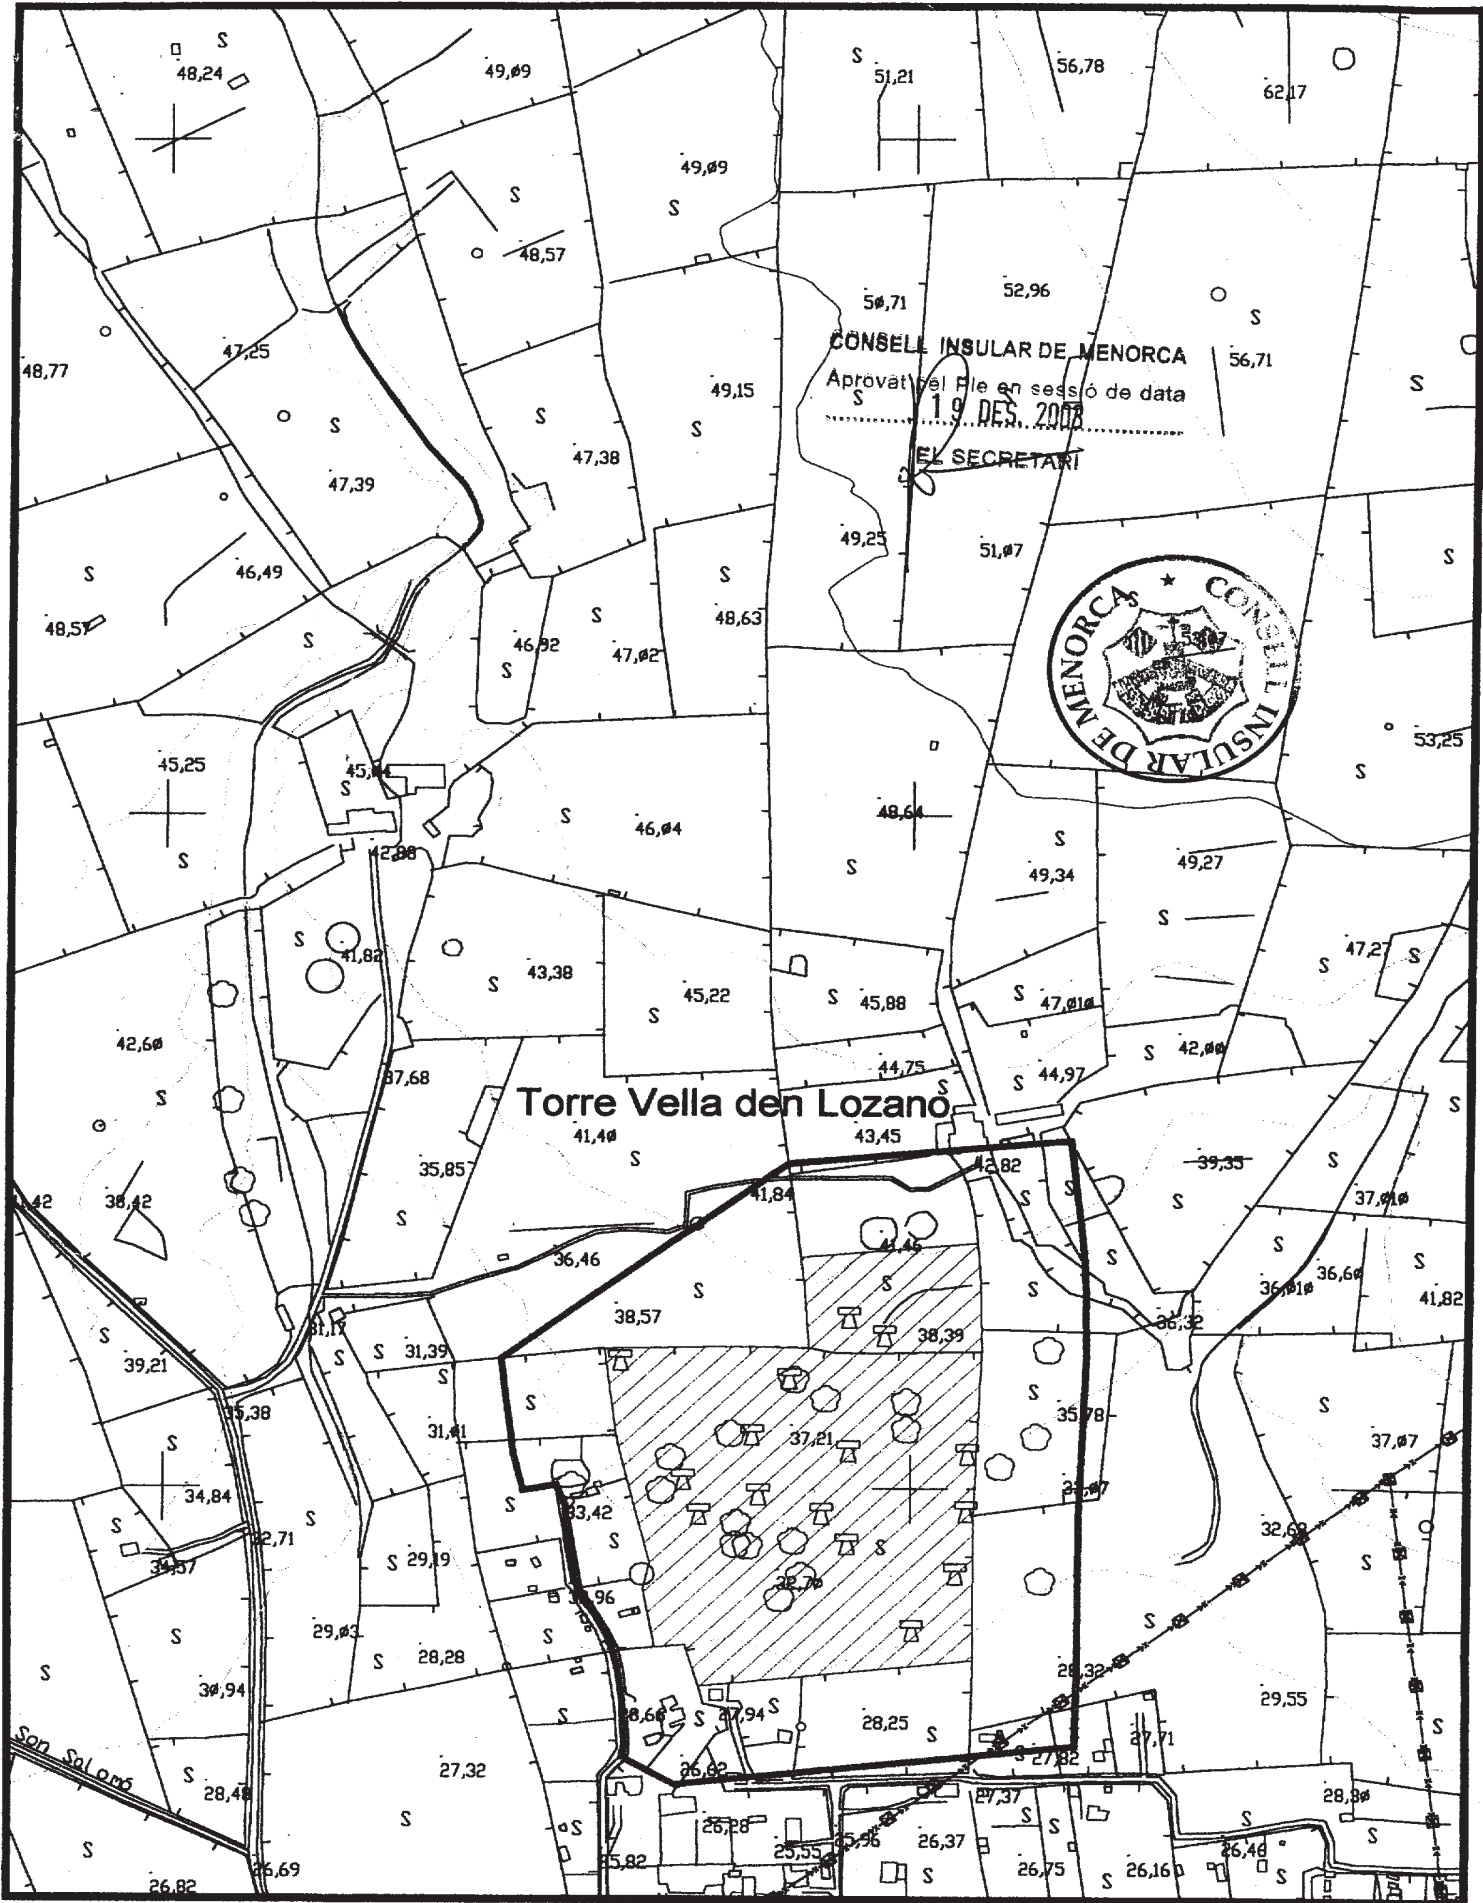 48,24
S
49,09
S
51,21
56,78
62,17
49,09
S
S
48,57
50,71
52,96
S
CONSELL INSULAR DE MENORCA
Aprovat pel Ple en sessió de data
19 DES. 2008
EL SECRETARI
48,77
47,25
49,15
56,71
S
S
S
S
S
47,38
47,39
49,25
51,07
S
S
46,49
S
S
48,57
S
46,92
47,02
48,63
CONSELL INSULAR DE MENORCA
S
45,25
S
S
46,04
48,64
53,25
S
S
42,88
S
S
49,34
49,27
S
S
41,82
43,38
S
45,22
S
S
45,88
S
47,010
S
47,27
S
42,60
44,75
S
42,00
S
44,97
37,68
S
Torre Vella den Lozano
S
S
41,40
43,45
S
35,85
42,82
39,35
S
38,42
41,84
S
S
S
37,010
S
41,46
S
S
36,46
S
S
S
36,60
S
36,010
41,82
38,57
38,39
36,32
31,17
S
39,21
S
S
31,39
S
S
S
S
35,38
31,01
37,21
35,78
37,07
S
34,84
S
33,42
S
S
32,71
S
S
S
29,19
34,57
32,70
S
S
29,03
S
S
28,28
S
28,32
30,94
29,55
S
S
27,94
S
28,25
S
S
27,71
Son Salomó
27,32
26,62
S
27,82
S
28,48
27,37
28,30
S
S
26,28
S
S
S
S
25,55
25,96
26,37
26,46
S
26,69
26,75
S
26,16
26,82
S